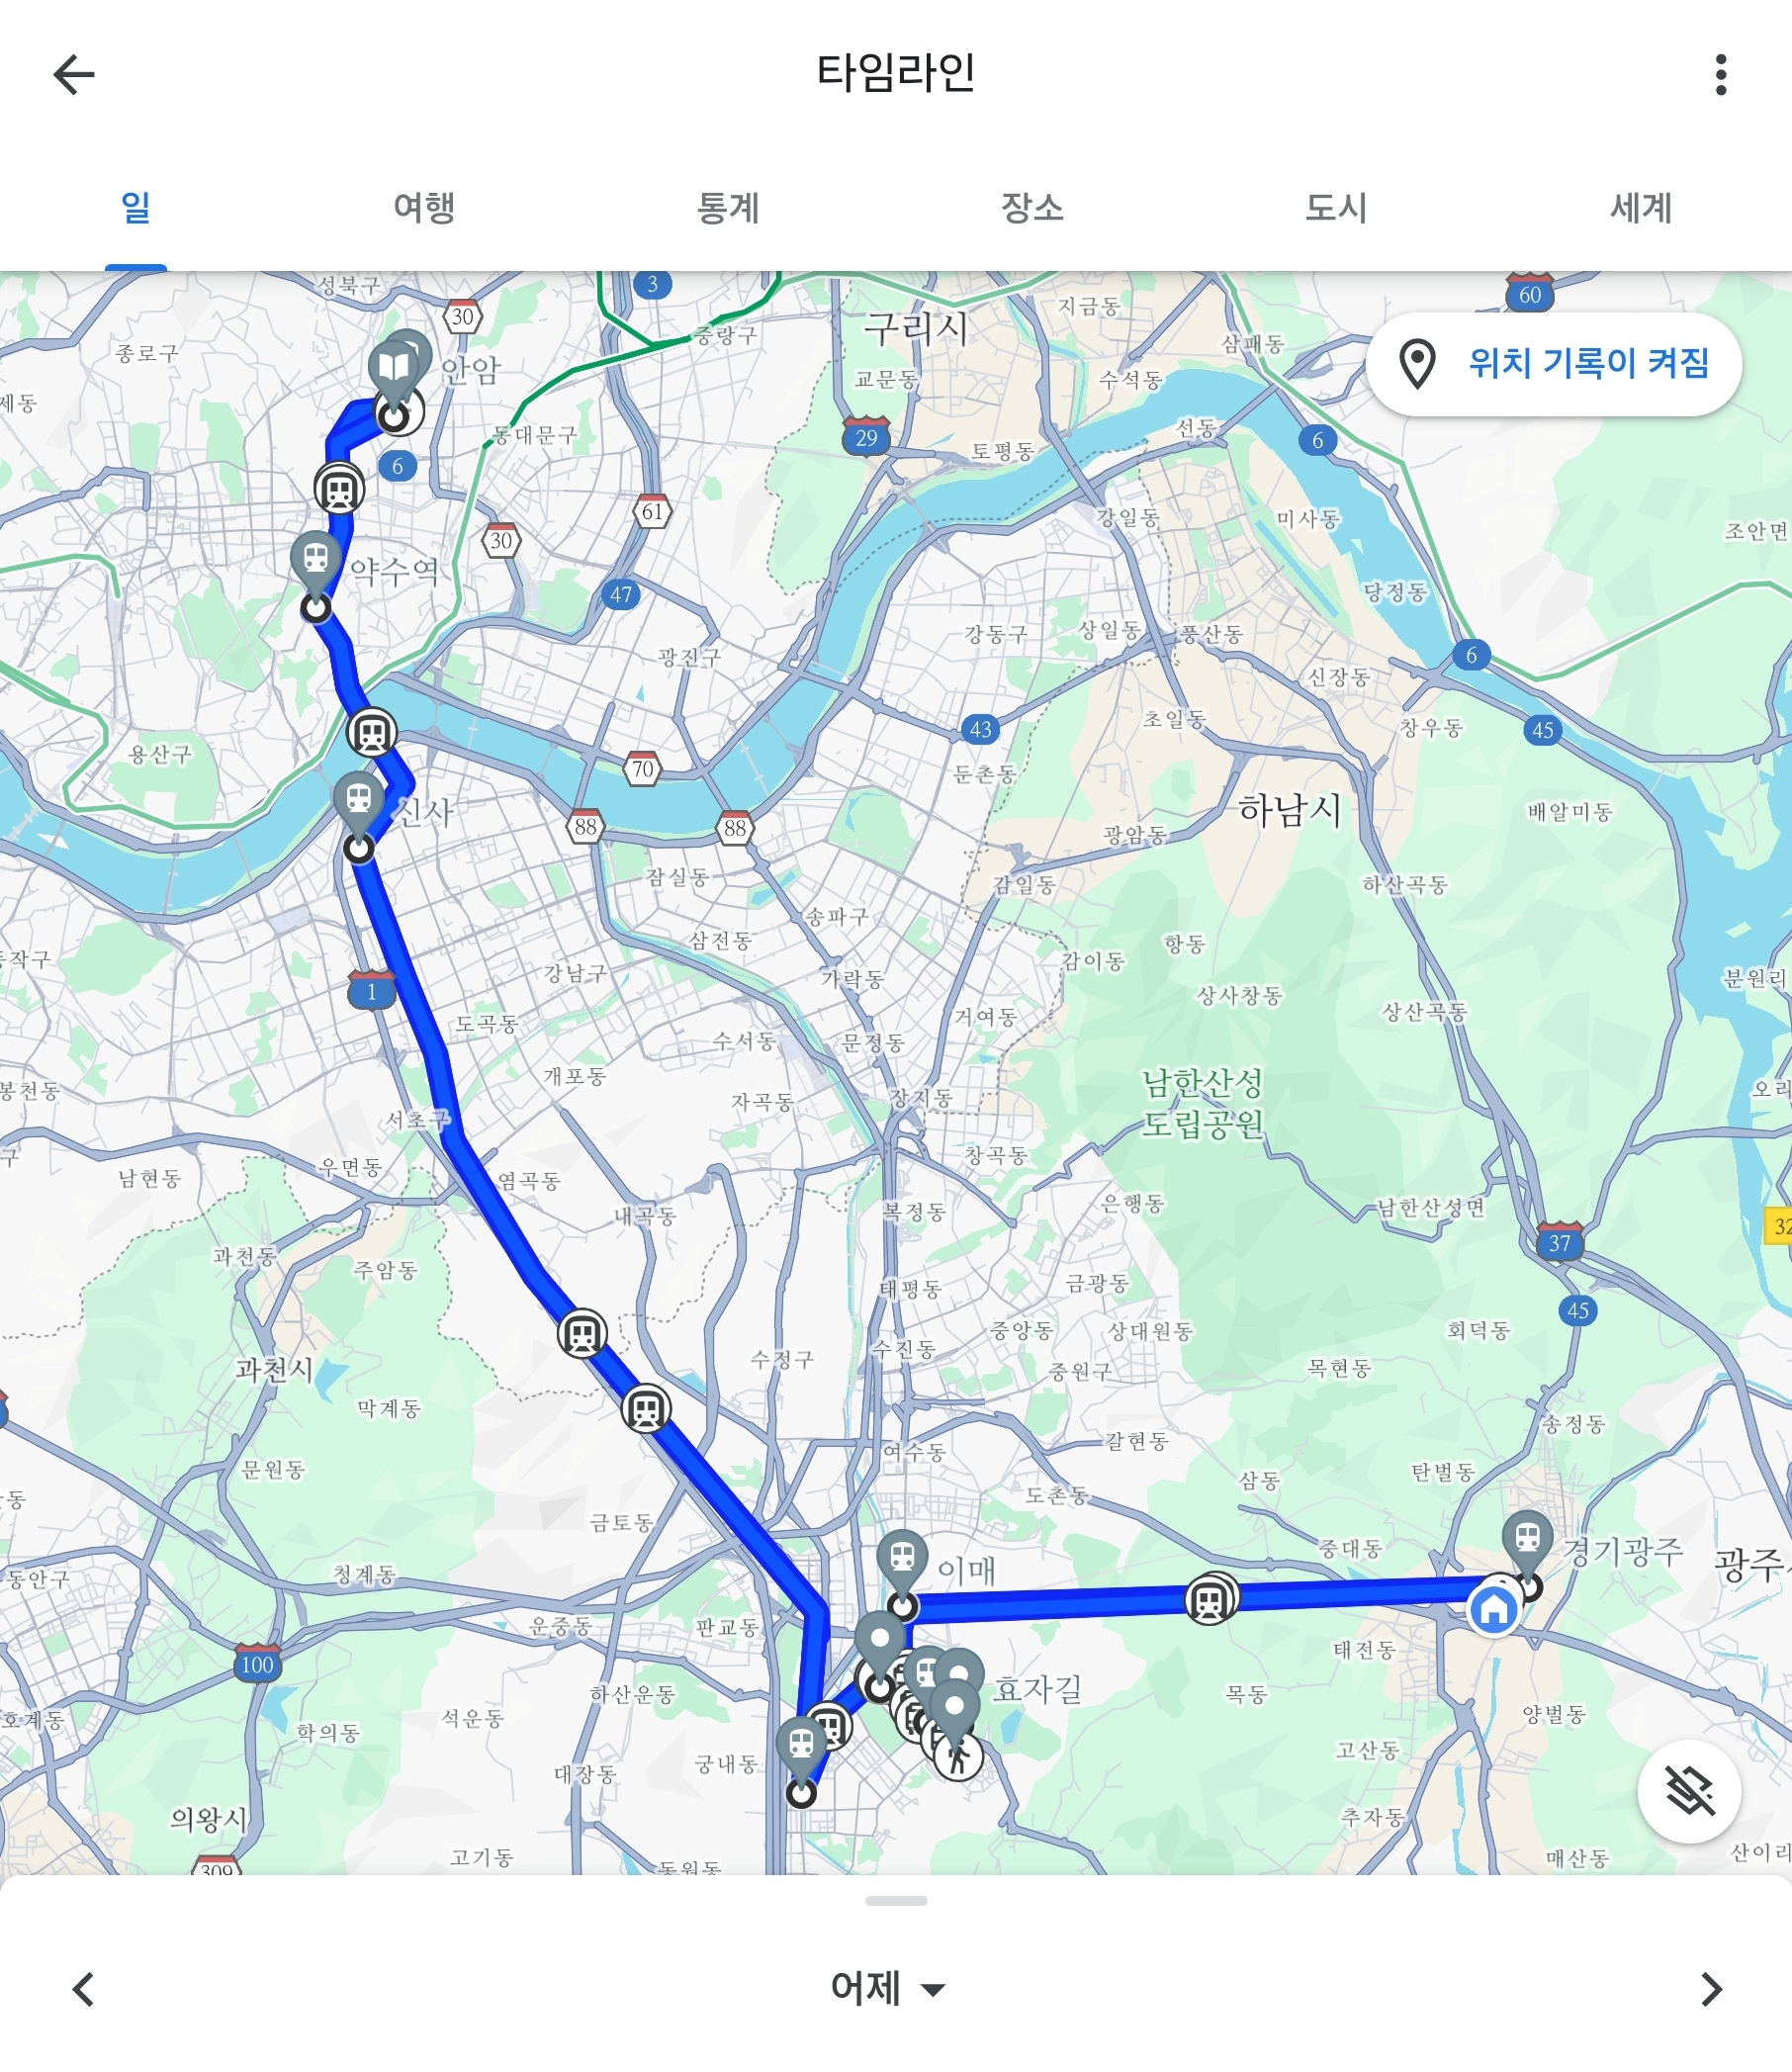 타임라인
일 여행 통계 장소 도시 세계
위치 기록이 켜짐
성북구
30
3
중랑구
구리시
지금동
60
삼패동
종로구
안암
교문동
수석동
제동
동대문구
29
토평동
선동
6
6
61
강일동
미사동
조안면
30
약수역
47
당정동
강동구
상일동
풍산동
광진구
6
신장동
용산구
초일동
창우동
43
45
70
둔촌동
신사
88
88
하남시
배알미동
광암동
잠실동
감일동
하산곡동
송파구
삼전동
항동
감이동
강남구
가락동
분원리
1
상사창동
상산곡동
도곡동
거여동
수서동
문정동
개포동
봉천동
자곡동
장지동
남한산성
도립공원
오리
서초구
창곡동
우면동
남현동
염곡동
은행동
남한산성면
내곡동
복정동
32
37
과천동
주암동
태평동
금광동
45
중앙동
상대원동
회덕동
수진동
수정구
중원구
목현동
과천시
막계동
송정동
여수동
갈현동
문원동
탄벌동
삼동
도촌동
금토동
중대동
경기광주
광주
이매
청계동
동안구
운중동
판교동
태전동
100
효자길
하산운동
목동
석운동
양벌동
호계동
학의동
고산동
궁내동
대장동
의왕시
추자동
고기동
동원동
매산동
산이리
309
어제